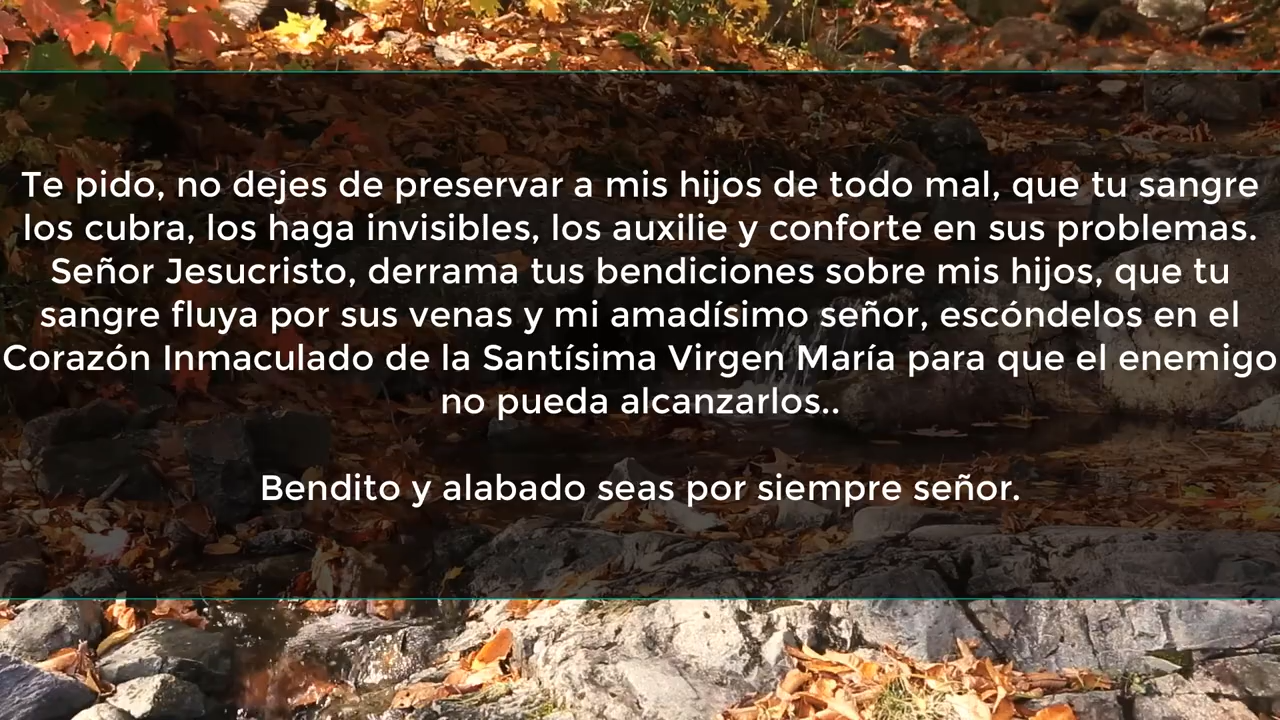 Te pido, no dejes de preservar a mis hijos de todo mal, que tu sangre
los cubra, los haga invisibles, los auxilie y conforte en sus problemas.
Señor Jesucristo, derrama tus bendiciones sobre mis hijos, que tu
sangre fluya por sus venas y mi amadísimo señor, escóndelos en el
Corazón Inmaculado de la Santísima Virgen María para que el enemigo
no pueda alcanzarlos..
Bendito y alabado seas por siempre señor.